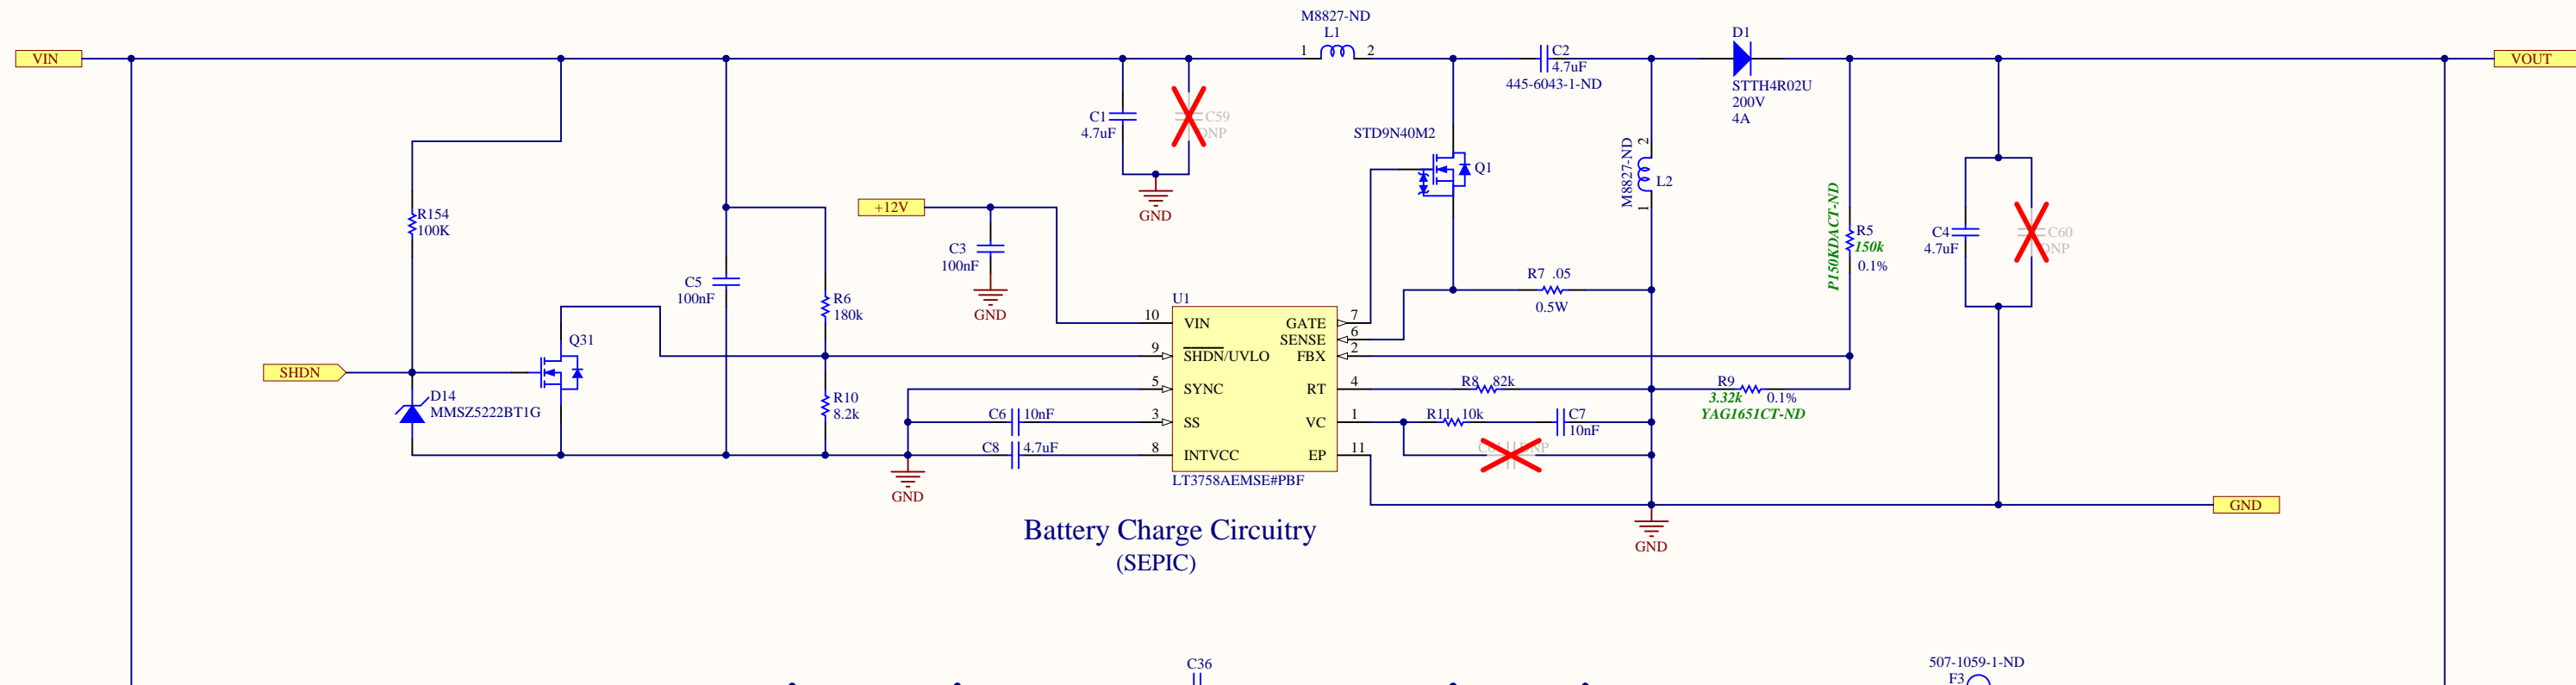 M8827-ND
L1
1
2
VIN
C2
4.7uF
445-6043-1-ND
D1
STTH4R02U
200V
4A
VOUT
C1
4.7uF
C59
DNP
GND
STD9N40M2
Q1
M8827-ND
2
L2
1
P150KDACT-ND
R5
150k
0.1%
C4
4.7uF
C60
DNP
R154
100K
+12V
C3
100nF
GND
C5
100nF
R6
180k
R7 .05
0.5W
Q31
SHDN
D14
MMSZ5222BT1G
R10
8.2k
U1
10 VIN GATE 7
SENSE 6
9 SHDN/UVLO FBX 2
5 SYNC RT 4
3 SS VC 1
8 INTVCC EP 11
LT3758AEMSE#PBF
C6 10nF
C8 4.7uF
GND
R8 82k
R9
3.32k 0.1%
YAG1651CT-ND
R11 10k
C7
10nF
DNP
GND
GND
Battery Charge Circuitry
(SEPIC)
C36
507-1059-1-ND
F3